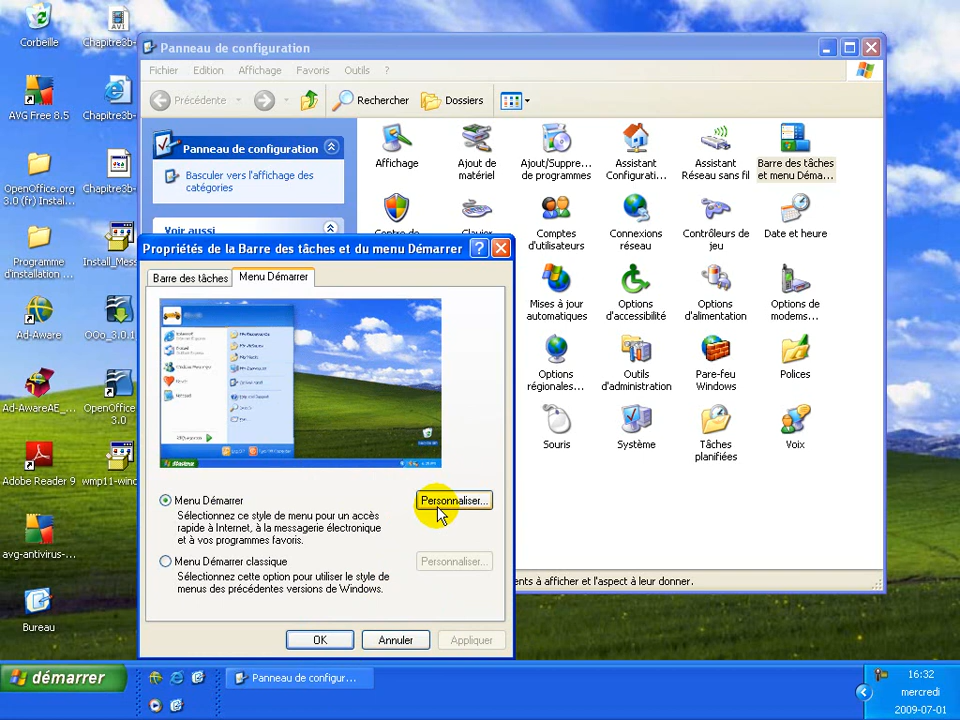 Corbeille
Chapitre3b-
AVG Free 8.5
Chapitre3b-
OpenOffice.org
3.0 (fr) Instal...
Chapitre3b-
Programme
d'installation ...
Install_Mess
Ad-Aware
OOo_3.0.1
Ad-AwareAE_...
OpenOffice
3.0
Adobe Reader 9
wmp11-winc
avg-antivirus-...
Bureau
Panneau de configuration
Fichier Edition Affichage Favoris Outils ?
Précédente Rechercher Dossiers
Panneau de configuration
Basculer vers l'affichage des
catégories
Voir aussi
Affichage
Ajout de
matériel
Ajout/Suppre...
de programmes
Assistant
Configurati...
Assistant
Réseau sans fil
Barre des tâches
et menu Déma...
Centre de
Clavier
Comptes
d'utilisateurs
Connexions
réseau
Contrôleurs de
jeu
Date et heure
Mises à jour
automatiques
Options
d'accessibilité
Options
d'alimentation
Options de
modems...
Options
régionales...
Outils
d'administration
Pare-feu
Windows
Polices
Souris
Système
Tâches
planifiées
Voix
ents à afficher et l'aspect à leur donner.
Propriétés de la Barre des tâches et du menu Démarrer
Barre des tâches Menu Démarrer
Menu Démarrer Personnaliser...
Sélectionnez ce style de menu pour un accès
rapide à Internet, à la messagerie électronique
et à vos programmes favoris.
Menu Démarrer classique Personnaliser...
Sélectionnez cette option pour utiliser le style de
menus des précédentes versions de Windows.
OK Annuler Appliquer
démarrer
Panneau de configur...
16:32
mercredi
2009-07-01